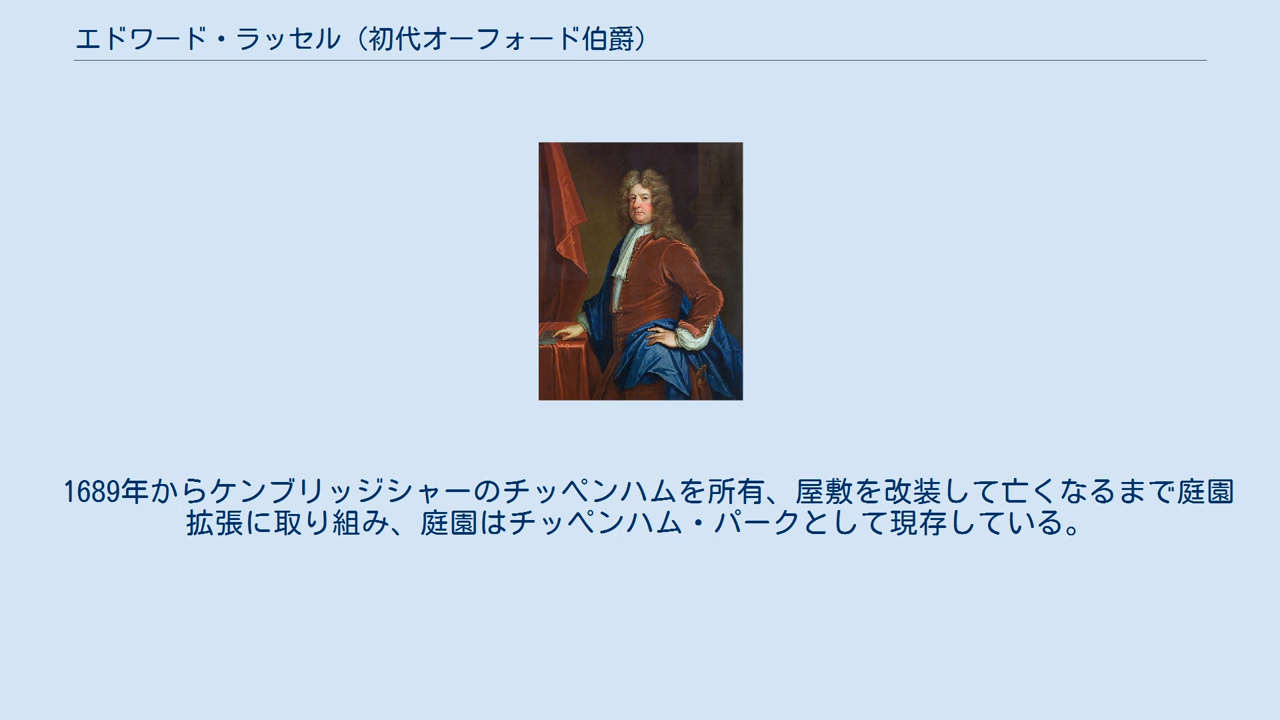 エドワード・ラッセル（初代オーフォード伯爵）
1689年からケンブリッジシャーのチッペンハムを所有、屋敷を改装して亡くなるまで庭園
拡張に取り組み、庭園はチッペンハム・パークとして現存している。